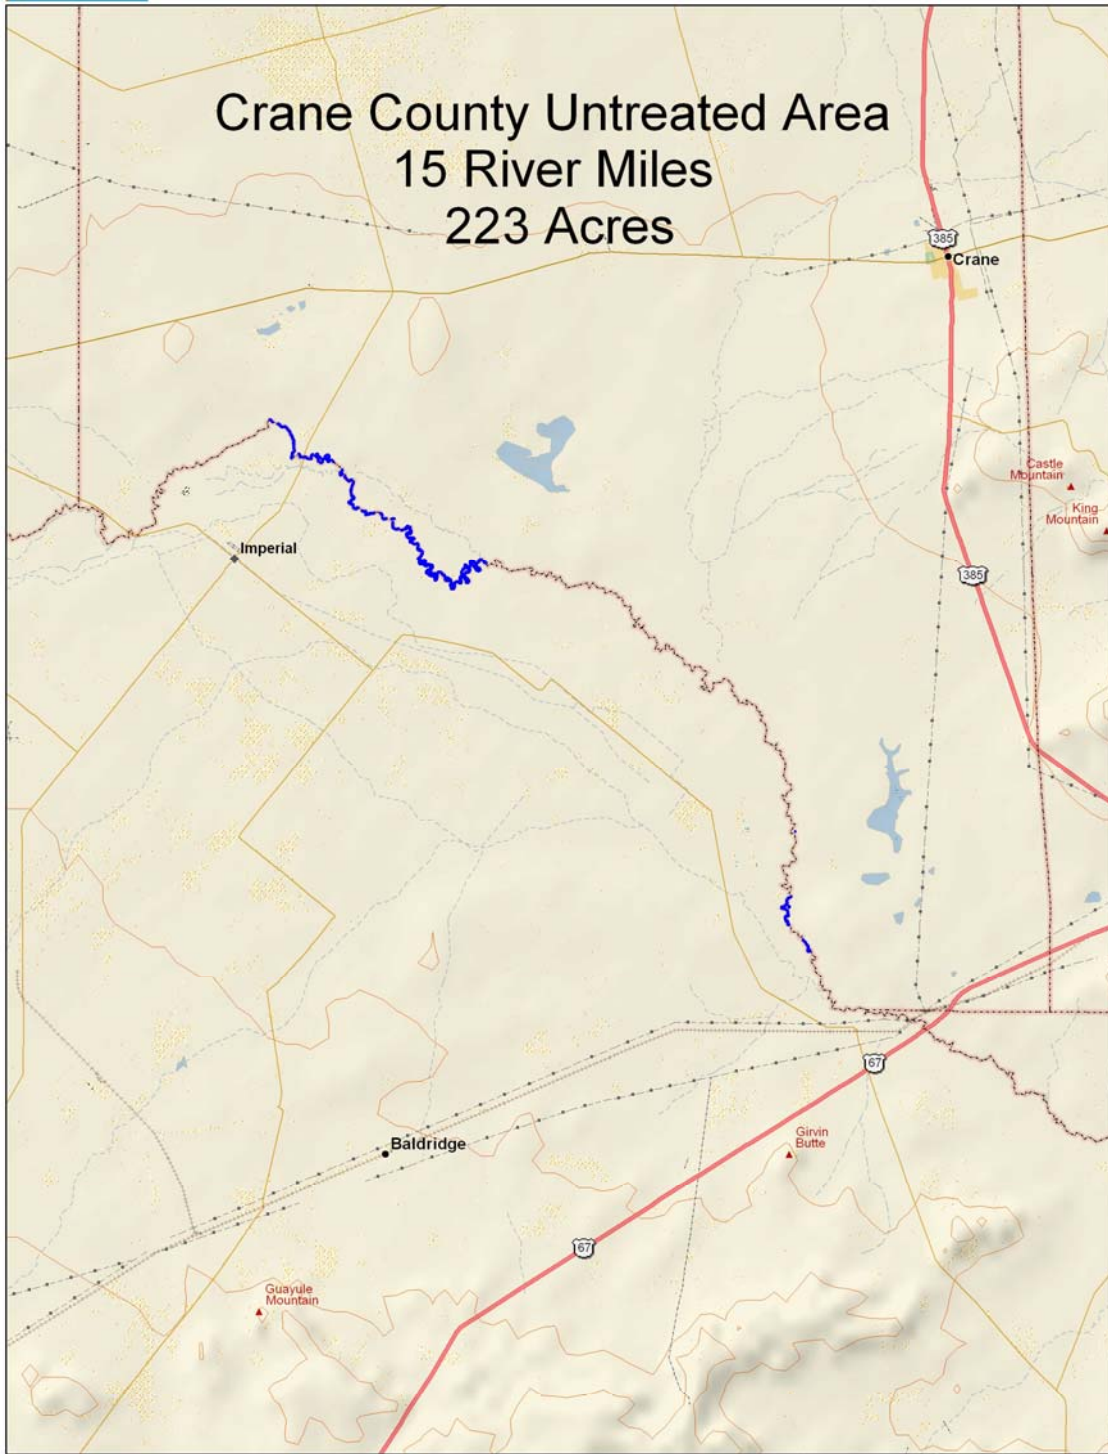 Crane County Untreated Area
15 River Miles
223 Acres
385
Crane
Castle
Mountain
King
Mountain
Imperial
385
67
Girvin
Butte
Baldridge
67
Guayule
Mountain